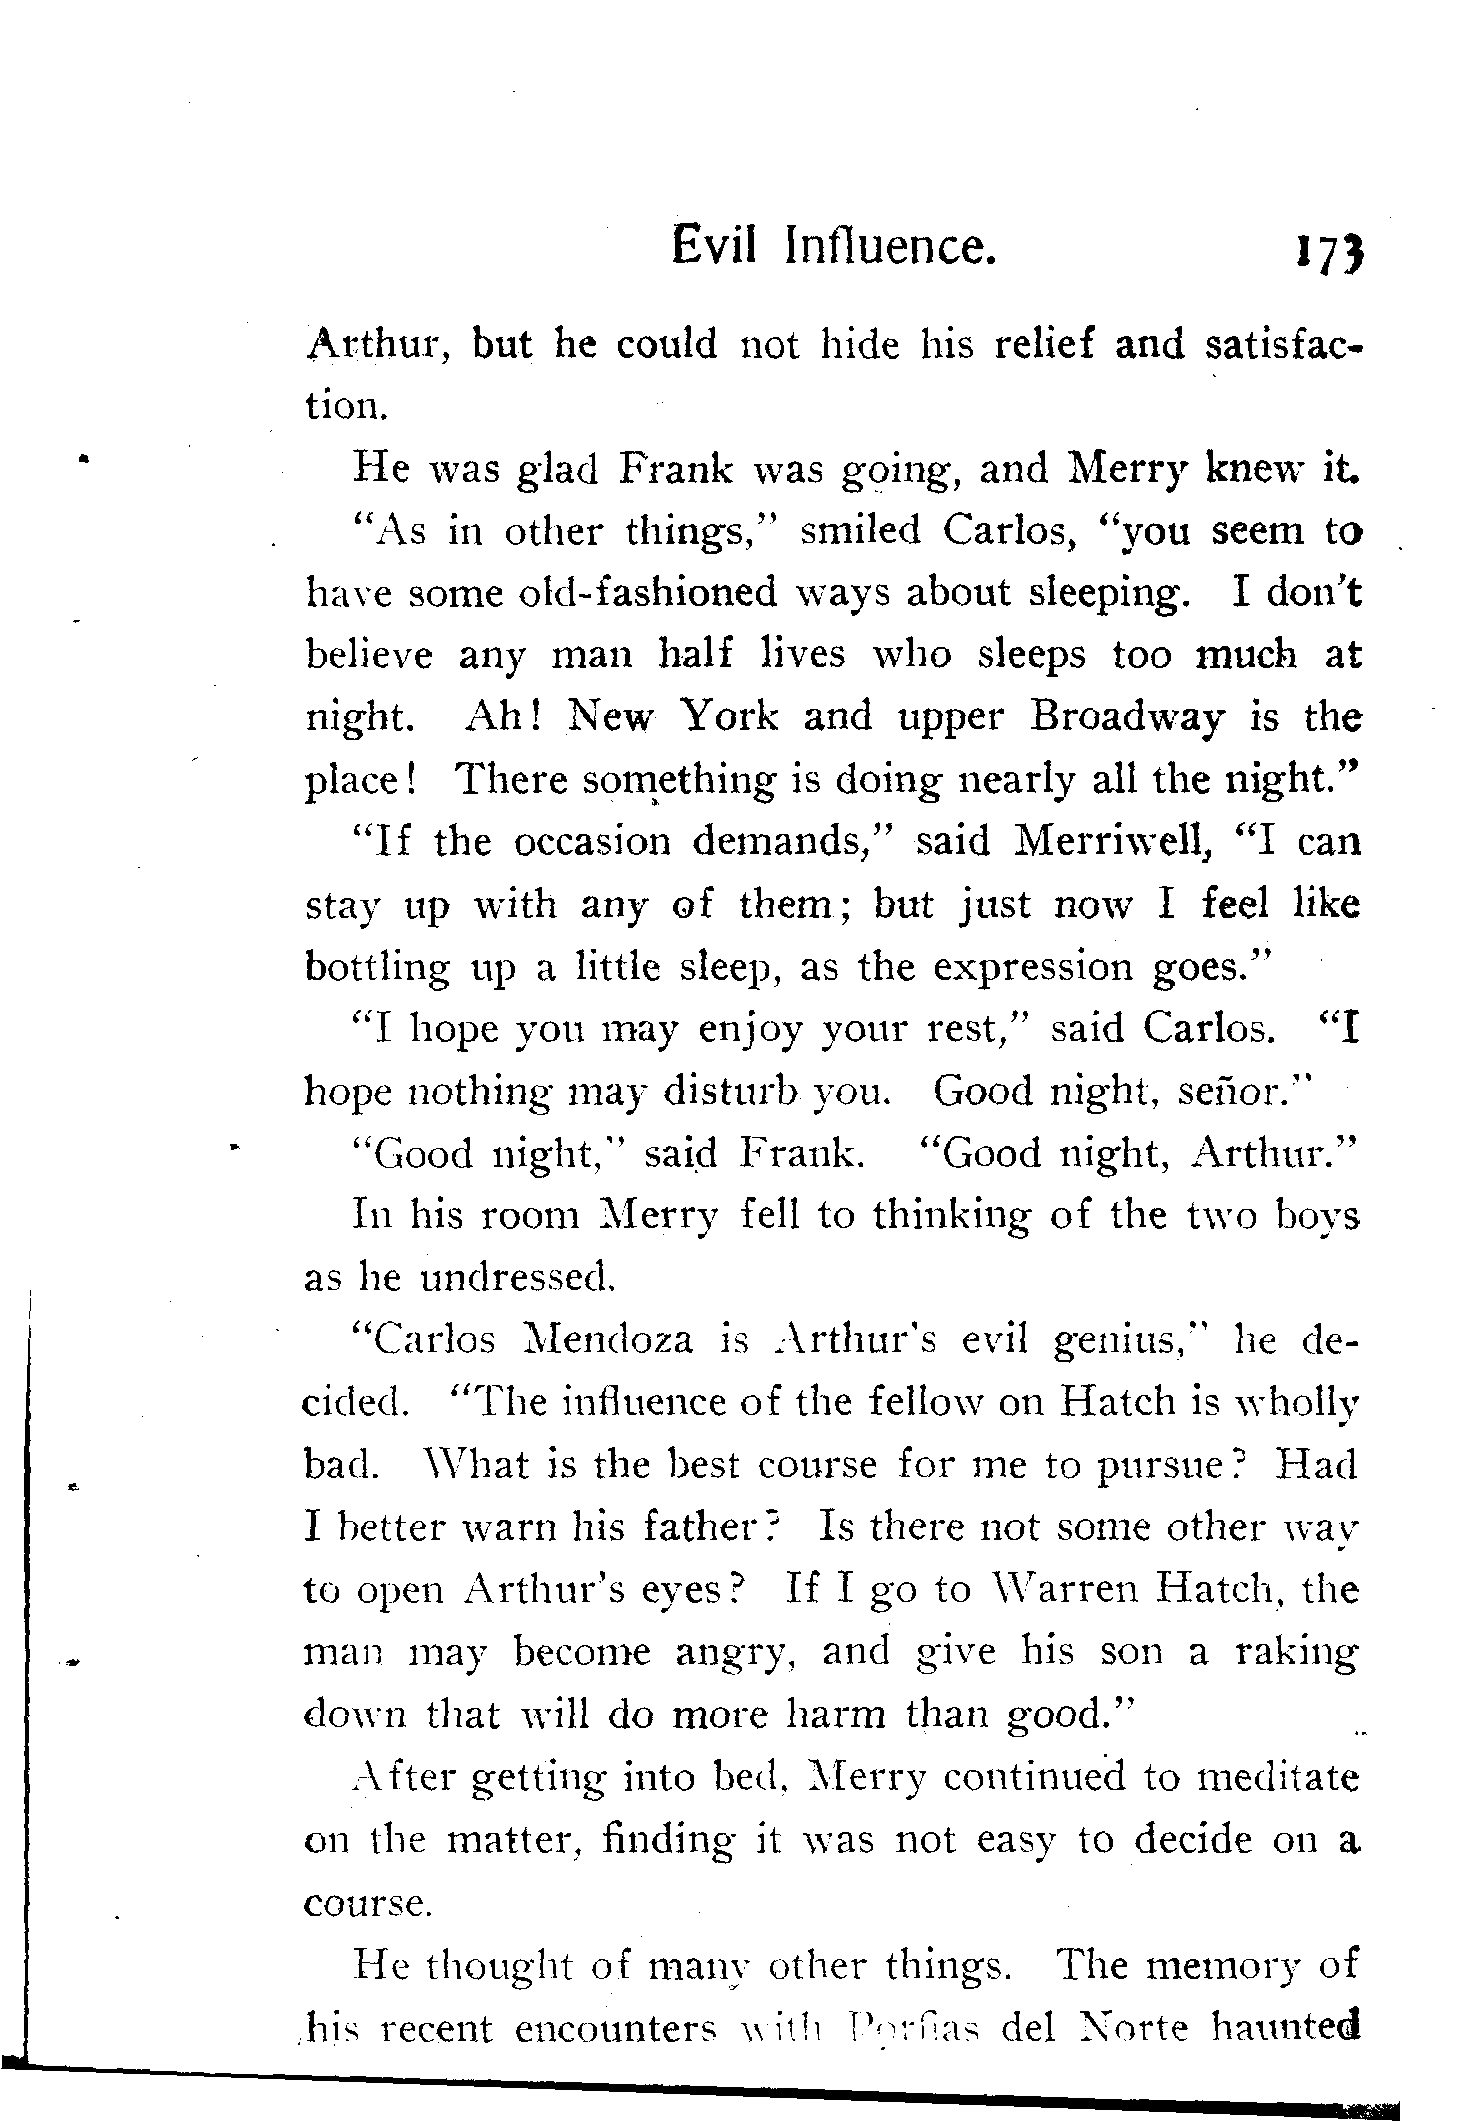 Evil Influence. 173
Arthur, but he could not hide his relief and satisfac-
tion.
He was glad Frank was going, and Merry knew it.
“As in other things,” smiled Carlos, “you seem to
have some old-fashioned ways about sleeping. I don’t
believe any man half lives who sleeps too much at
night. Ah! New York and upper Broadway is the
place! There something is doing nearly all the night.”
“If the occasion demands,” said Merriwell, “I can
stay up with any of them; but just now I feel like
bottling up a little sleep, as the expression goes.”
“I hope you may enjoy your rest,” said Carlos. “I
hope nothing may disturb you. Good night, señor.”
“Good night,” said Frank. “Good night, Arthur.”
In his room Merry fell to thinking of the two boys
as he undressed.
“Carlos Mendoza is Arthur’s evil genius,” he de-
cided. “The influence of the fellow on Hatch is wholly
bad. What is the best course for me to pursue? Had
I better warn his father? Is there not some other way
to open Arthur’s eyes? If I go to Warren Hatch, the
man may become angry, and give his son a raking
down that will do more harm than good.”
After getting into bed, Merry continued to meditate
on the matter, finding it was not easy to decide on a
course.
He thought of many other things. The memory of
his recent encounters with Porfias del Norte haunted